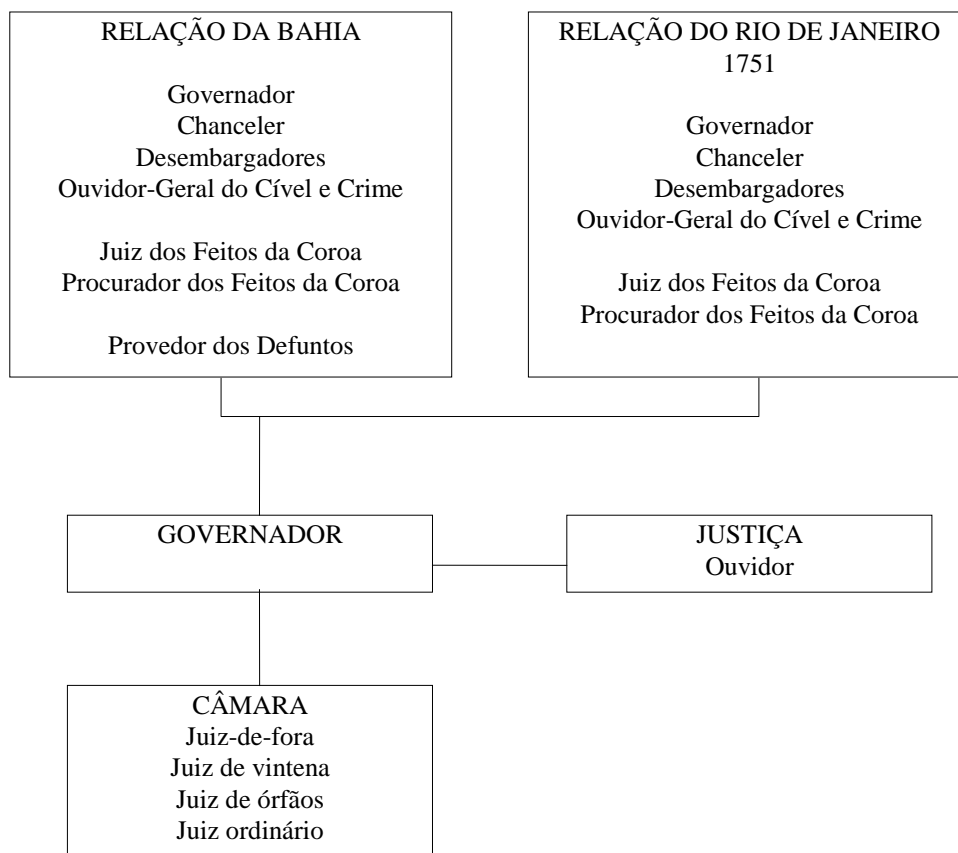 RELAÇÃO DA BAHIA
Governador
Chanceler
Desembargadores
Ouvidor-Geral do Cível e Crime
Juiz dos Feitos da Coroa
Procurador dos Feitos da Coroa
Provedor dos Defuntos
RELAÇÃO DO RIO DE JANEIRO
1751
Governador
Chanceler
Desembargadores
Ouvidor-Geral do Cível e Crime
Juiz dos Feitos da Coroa
Procurador dos Feitos da Coroa
GOVERNADOR
JUSTIÇA
Ouvidor
CÂMARA
Juiz-de-fora
Juiz de vintena
Juiz de órfãos
Juiz ordinário